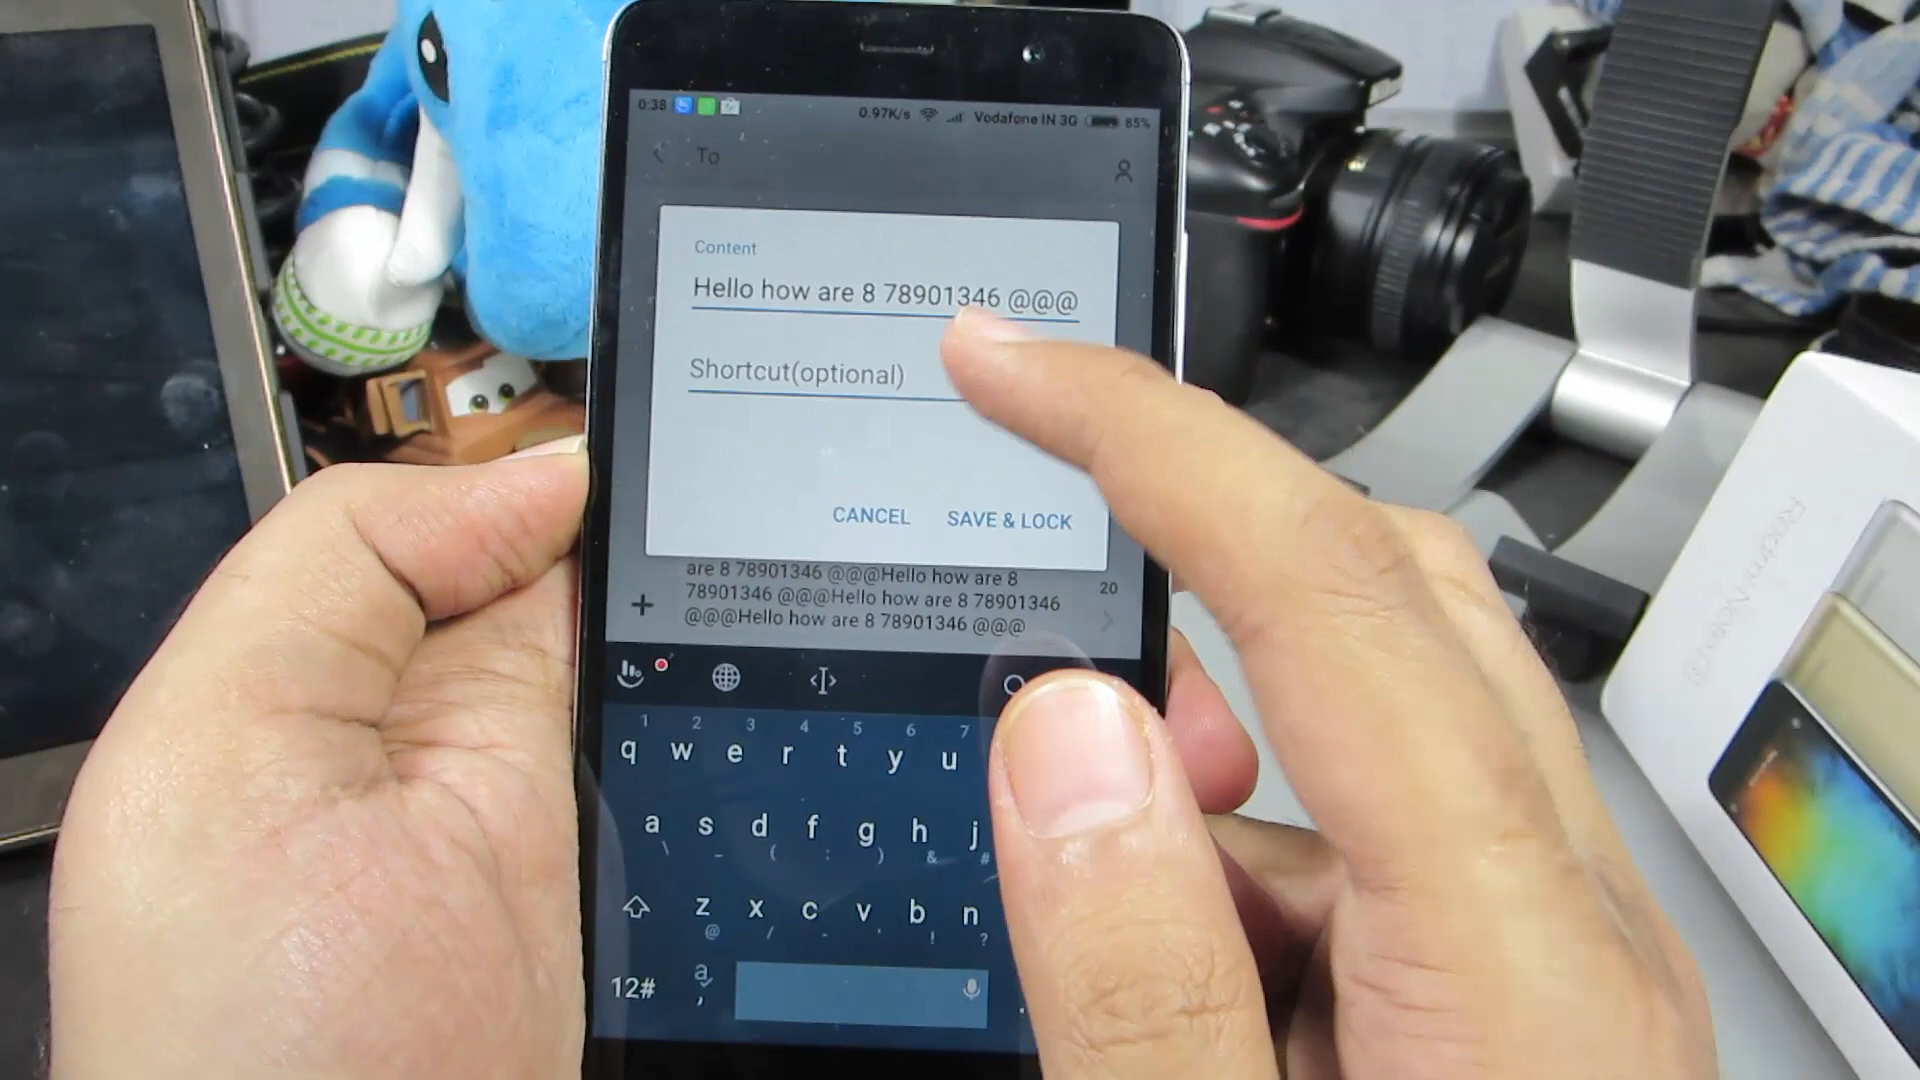 0:38 0.97K/s Vodafone IN 3G 85%
To
Content
Hello how are 8 78901346 @@@
Shortcut(optional)
CANCEL SAVE & LOCK
are 8 78901346 @@@Hello how are 8
78901346 @@@Hello how are 8 78901346
@@@Hello how are 8 78901346 @@@
20
1 2 3 4 5 6 7
q w e r t y u
a s d f g h j
\ ( : ) & #
z x c v b n
@ / - ' ! ?
12# a ,